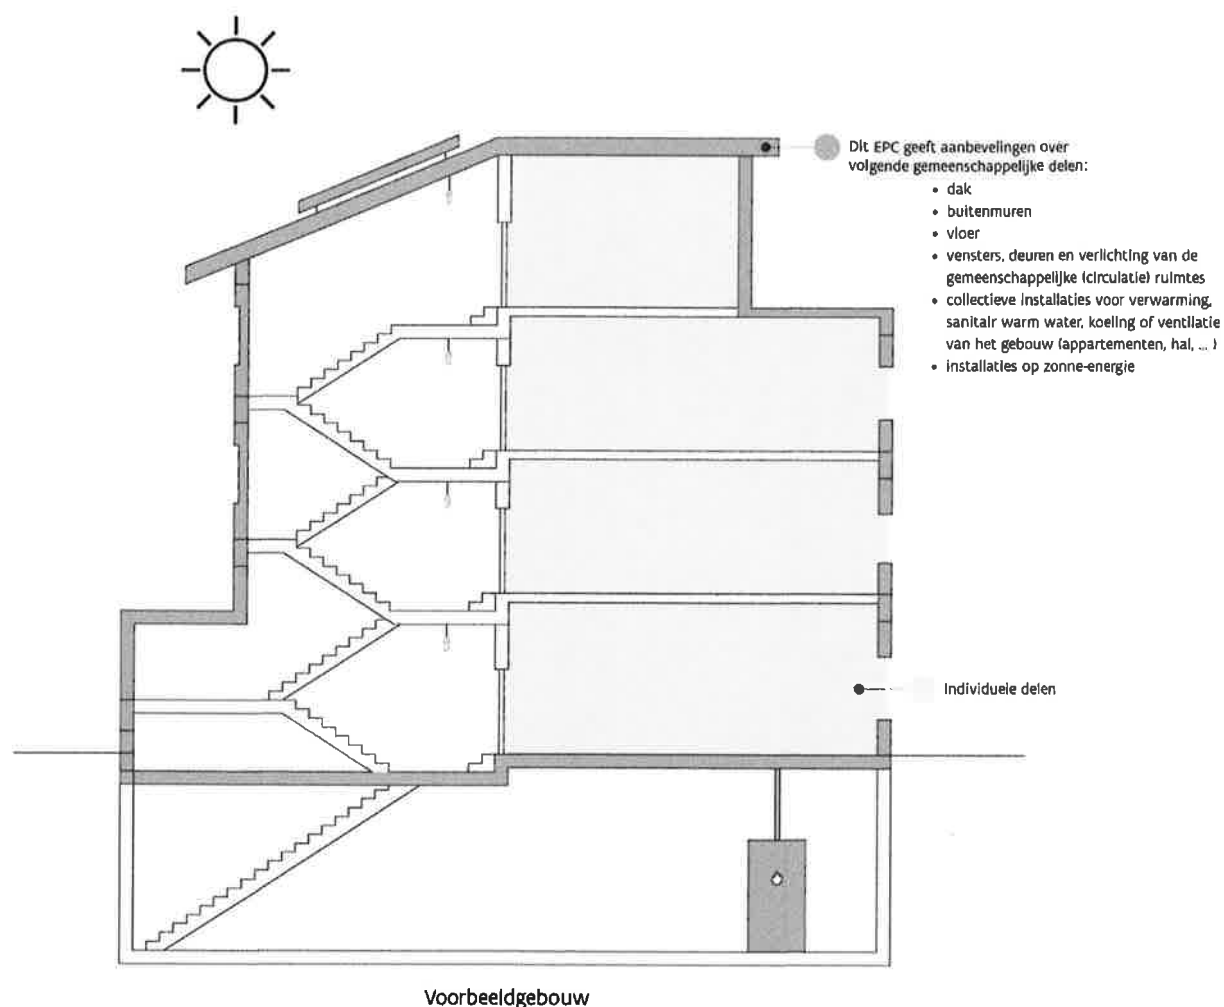 Dit EPC geeft aanbevelingen over
volgende gemeenschappelijke delen:
• dak
• buitenmuren
• vloer
• vensters, deuren en verlichting van de
gemeenschappelijke (circulatie) ruimtes
• collectieve installaties voor verwarming,
sanitair warm water, koeling of ventilatie
van het gebouw (appartementen, hal, ... )
• installaties op zonne-energie
Individuele delen
Voorbeeldgebouw